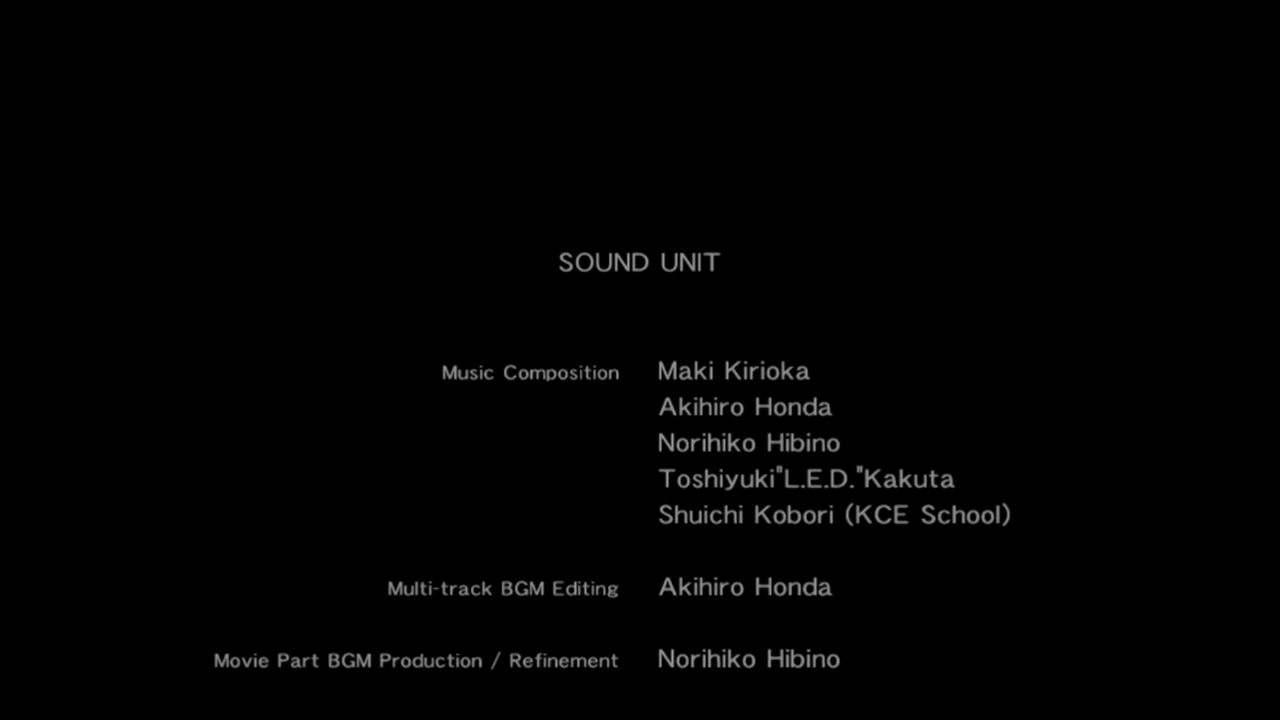 SOUND UNIT
Music Composition Maki Kirioka
Akihiro Honda
Norihiko Hibino
Toshiyuki"L.E.D."Kakuta
Shuichi Kobori (KCE School)
Multi-track BGM Editing Akihiro Honda
Movie Part BGM Production / Refinement Norihiko Hibino